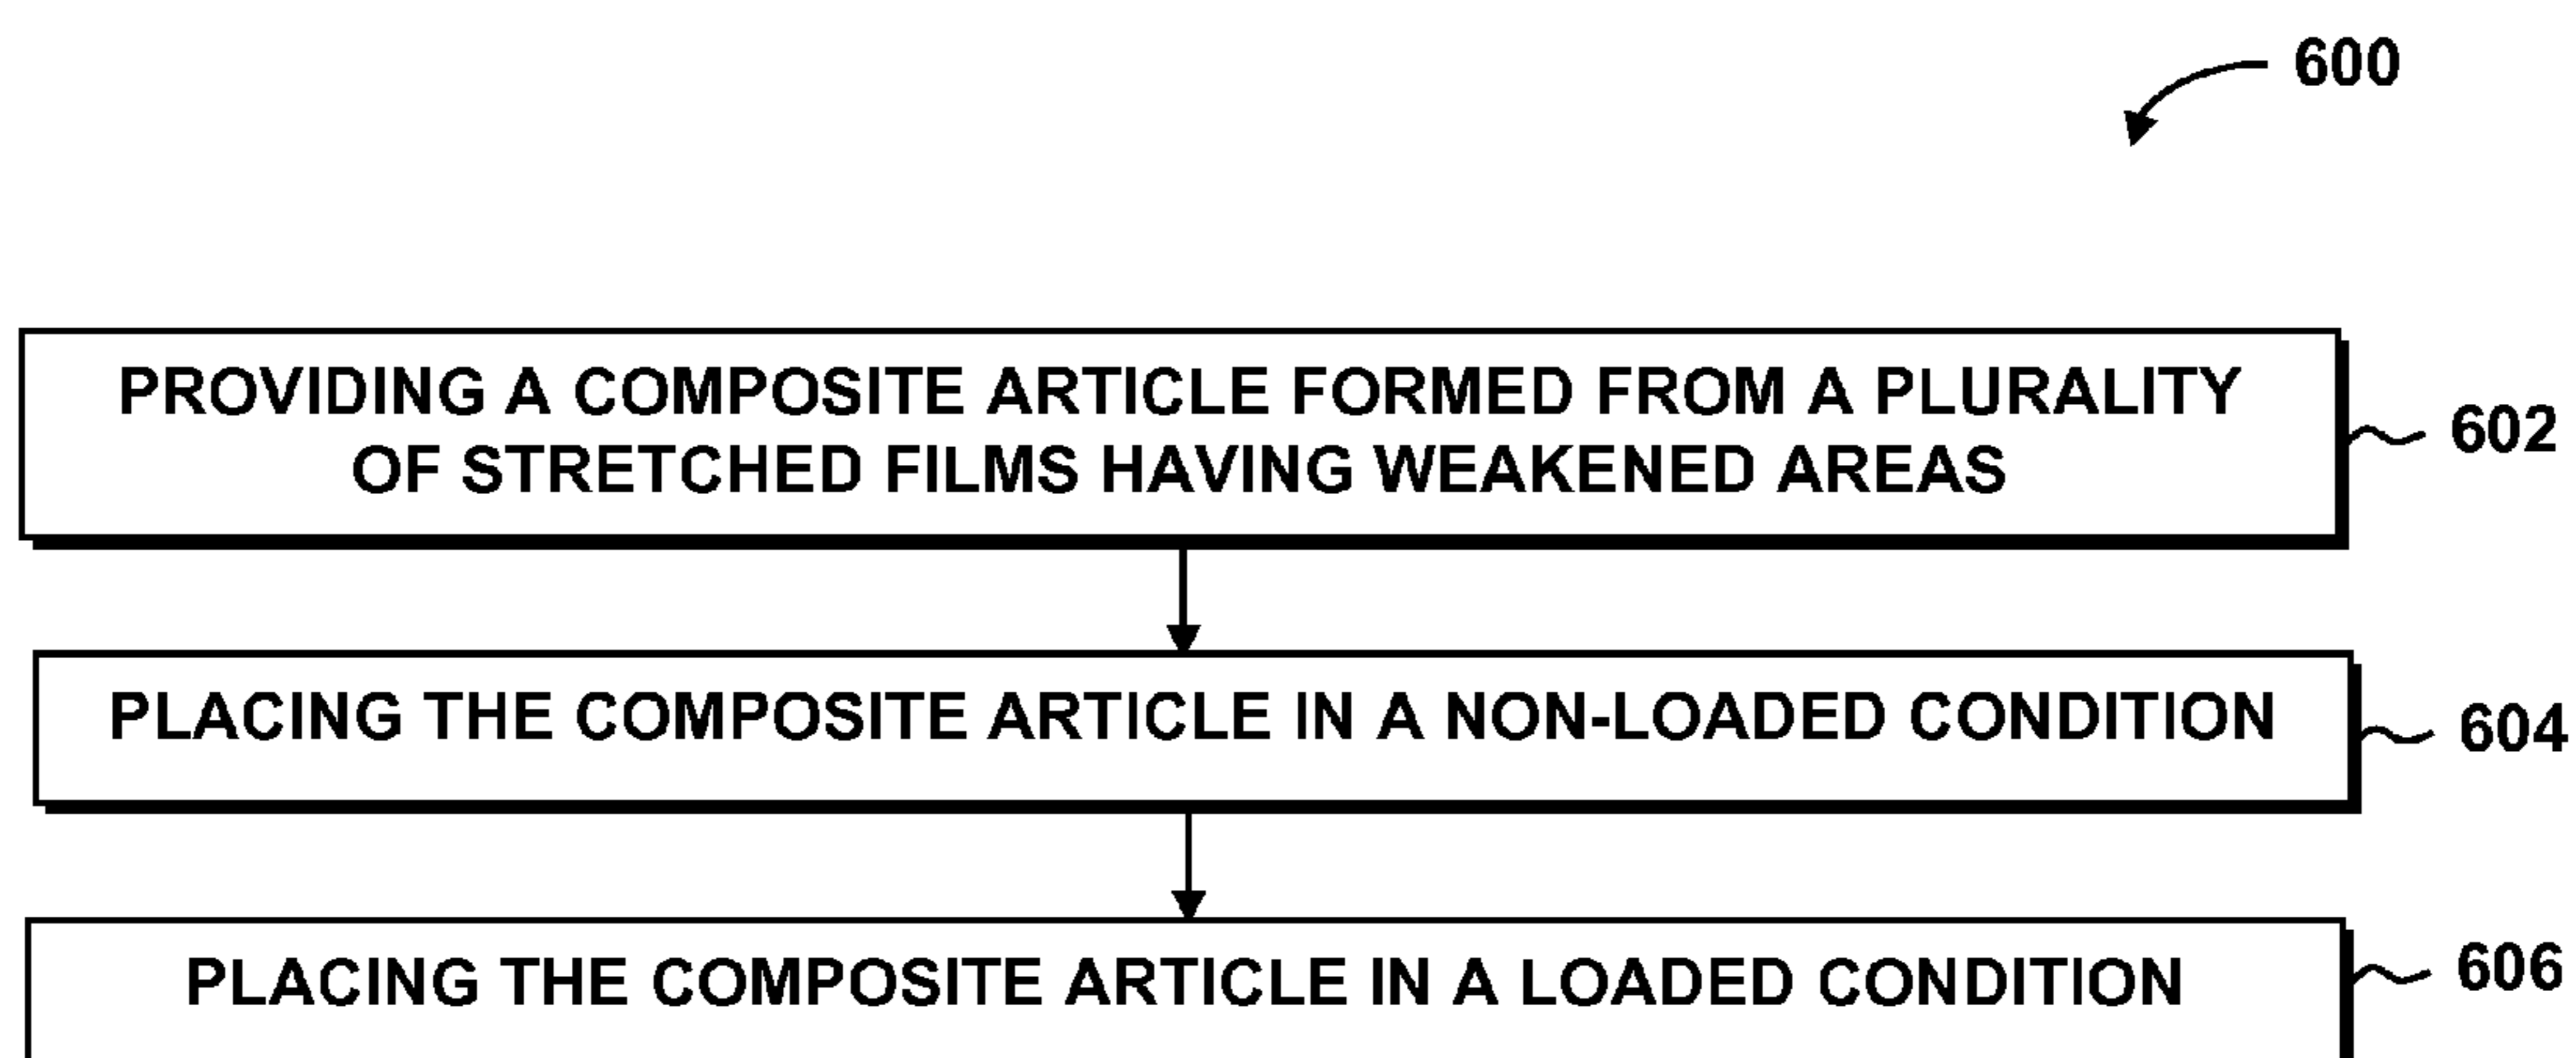 600
PROVIDING A COMPOSITE ARTICLE FORMED FROM A PLURALITY
OF STRETCHED FILMS HAVING WEAKENED AREAS
602
PLACING THE COMPOSITE ARTICLE IN A NON-LOADED CONDITION
604
PLACING THE COMPOSITE ARTICLE IN A LOADED CONDITION
606